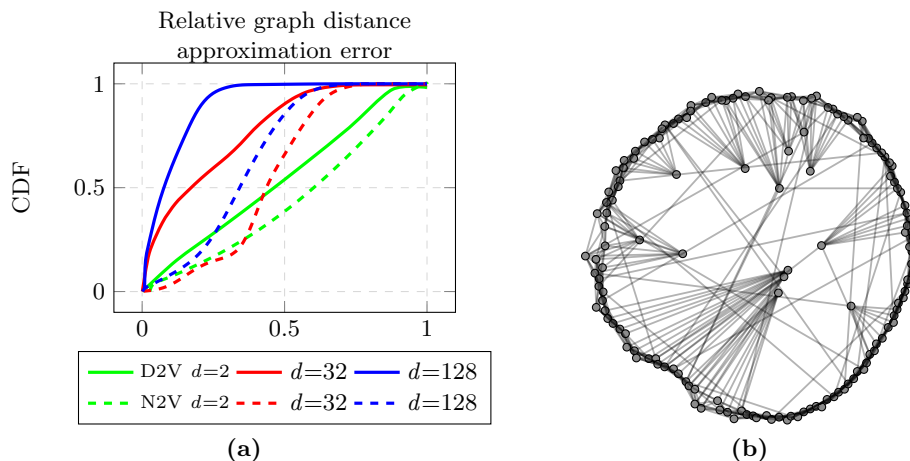 Relative graph distance
approximation error
CDF
1
0.5
0
0 0.5 1
D2V d=2 d=32 d=128
N2V d=2 d=32 d=128
(a) (b)